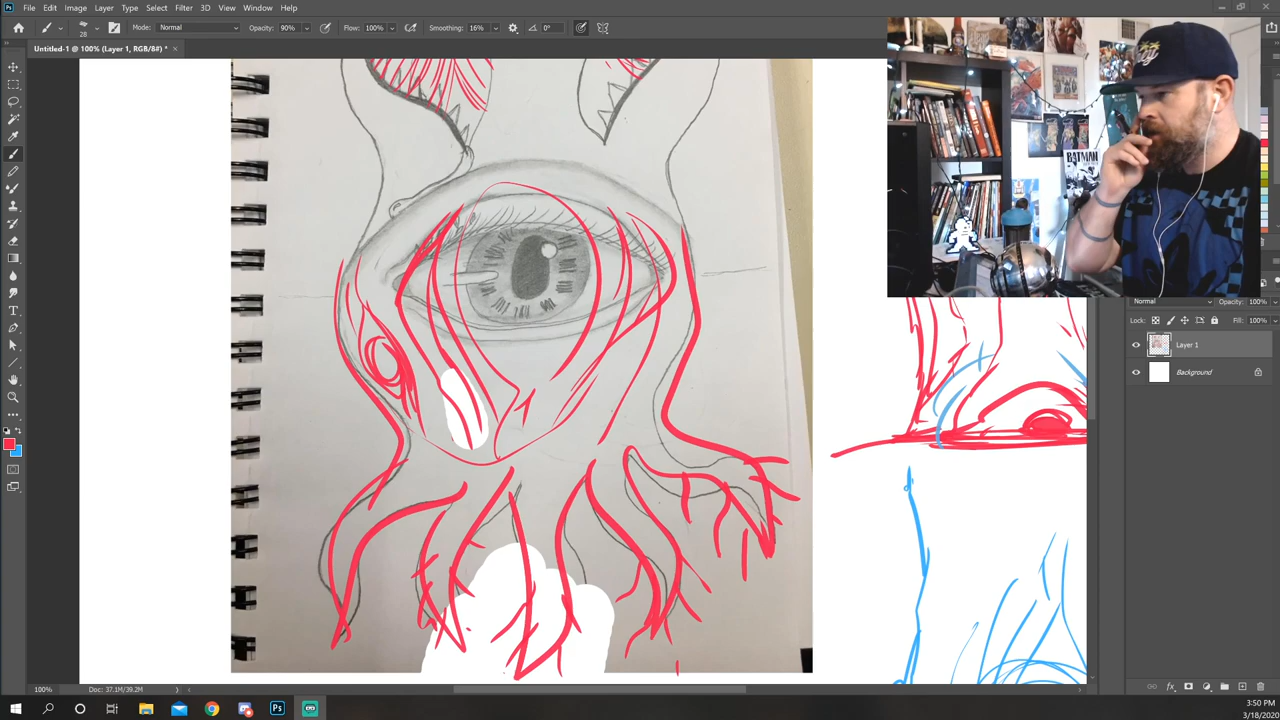 File Edit Image Layer Type Select Filter 3D View Window Help
28 Mode: Normal Opacity: 90% Flow: 100% Smoothing: 16% 0°
Untitled-1 @ 100% (Layer 1, RGB/8#) * ×
BATMAN
Normal Opacity: 100%
Lock: Fill: 100%
Layer 1
Background
100% Doc: 37.1M/39.2M
3:50 PM
3/18/2020